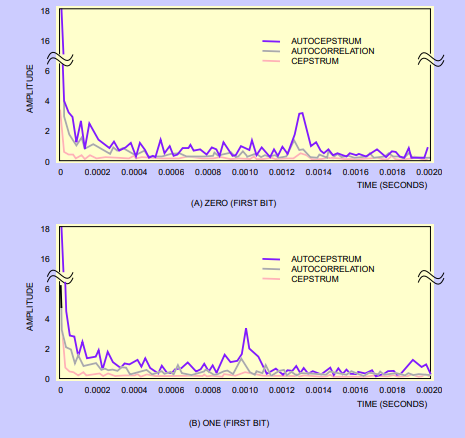 18
16
6
4
2
0
AMPLITUDE
AUTOCEPSTRUM
AUTOCORRELATION
CEPSTRUM
0 0.0002 0.0004 0.0006 0.0008 0.0010 0.0012 0.0014 0.0016 0.0018 0.0020
TIME (SECONDS)
(A) ZERO (FIRST BIT)
18
16
6
4
2
0
AMPLITUDE
AUTOCEPSTRUM
AUTOCORRELATION
CEPSTRUM
0 0.0002 0.0004 0.0006 0.0008 0.0010 0.0012 0.0014 0.0016 0.0018 0.0020
TIME (SECONDS)
(B) ONE (FIRST BIT)